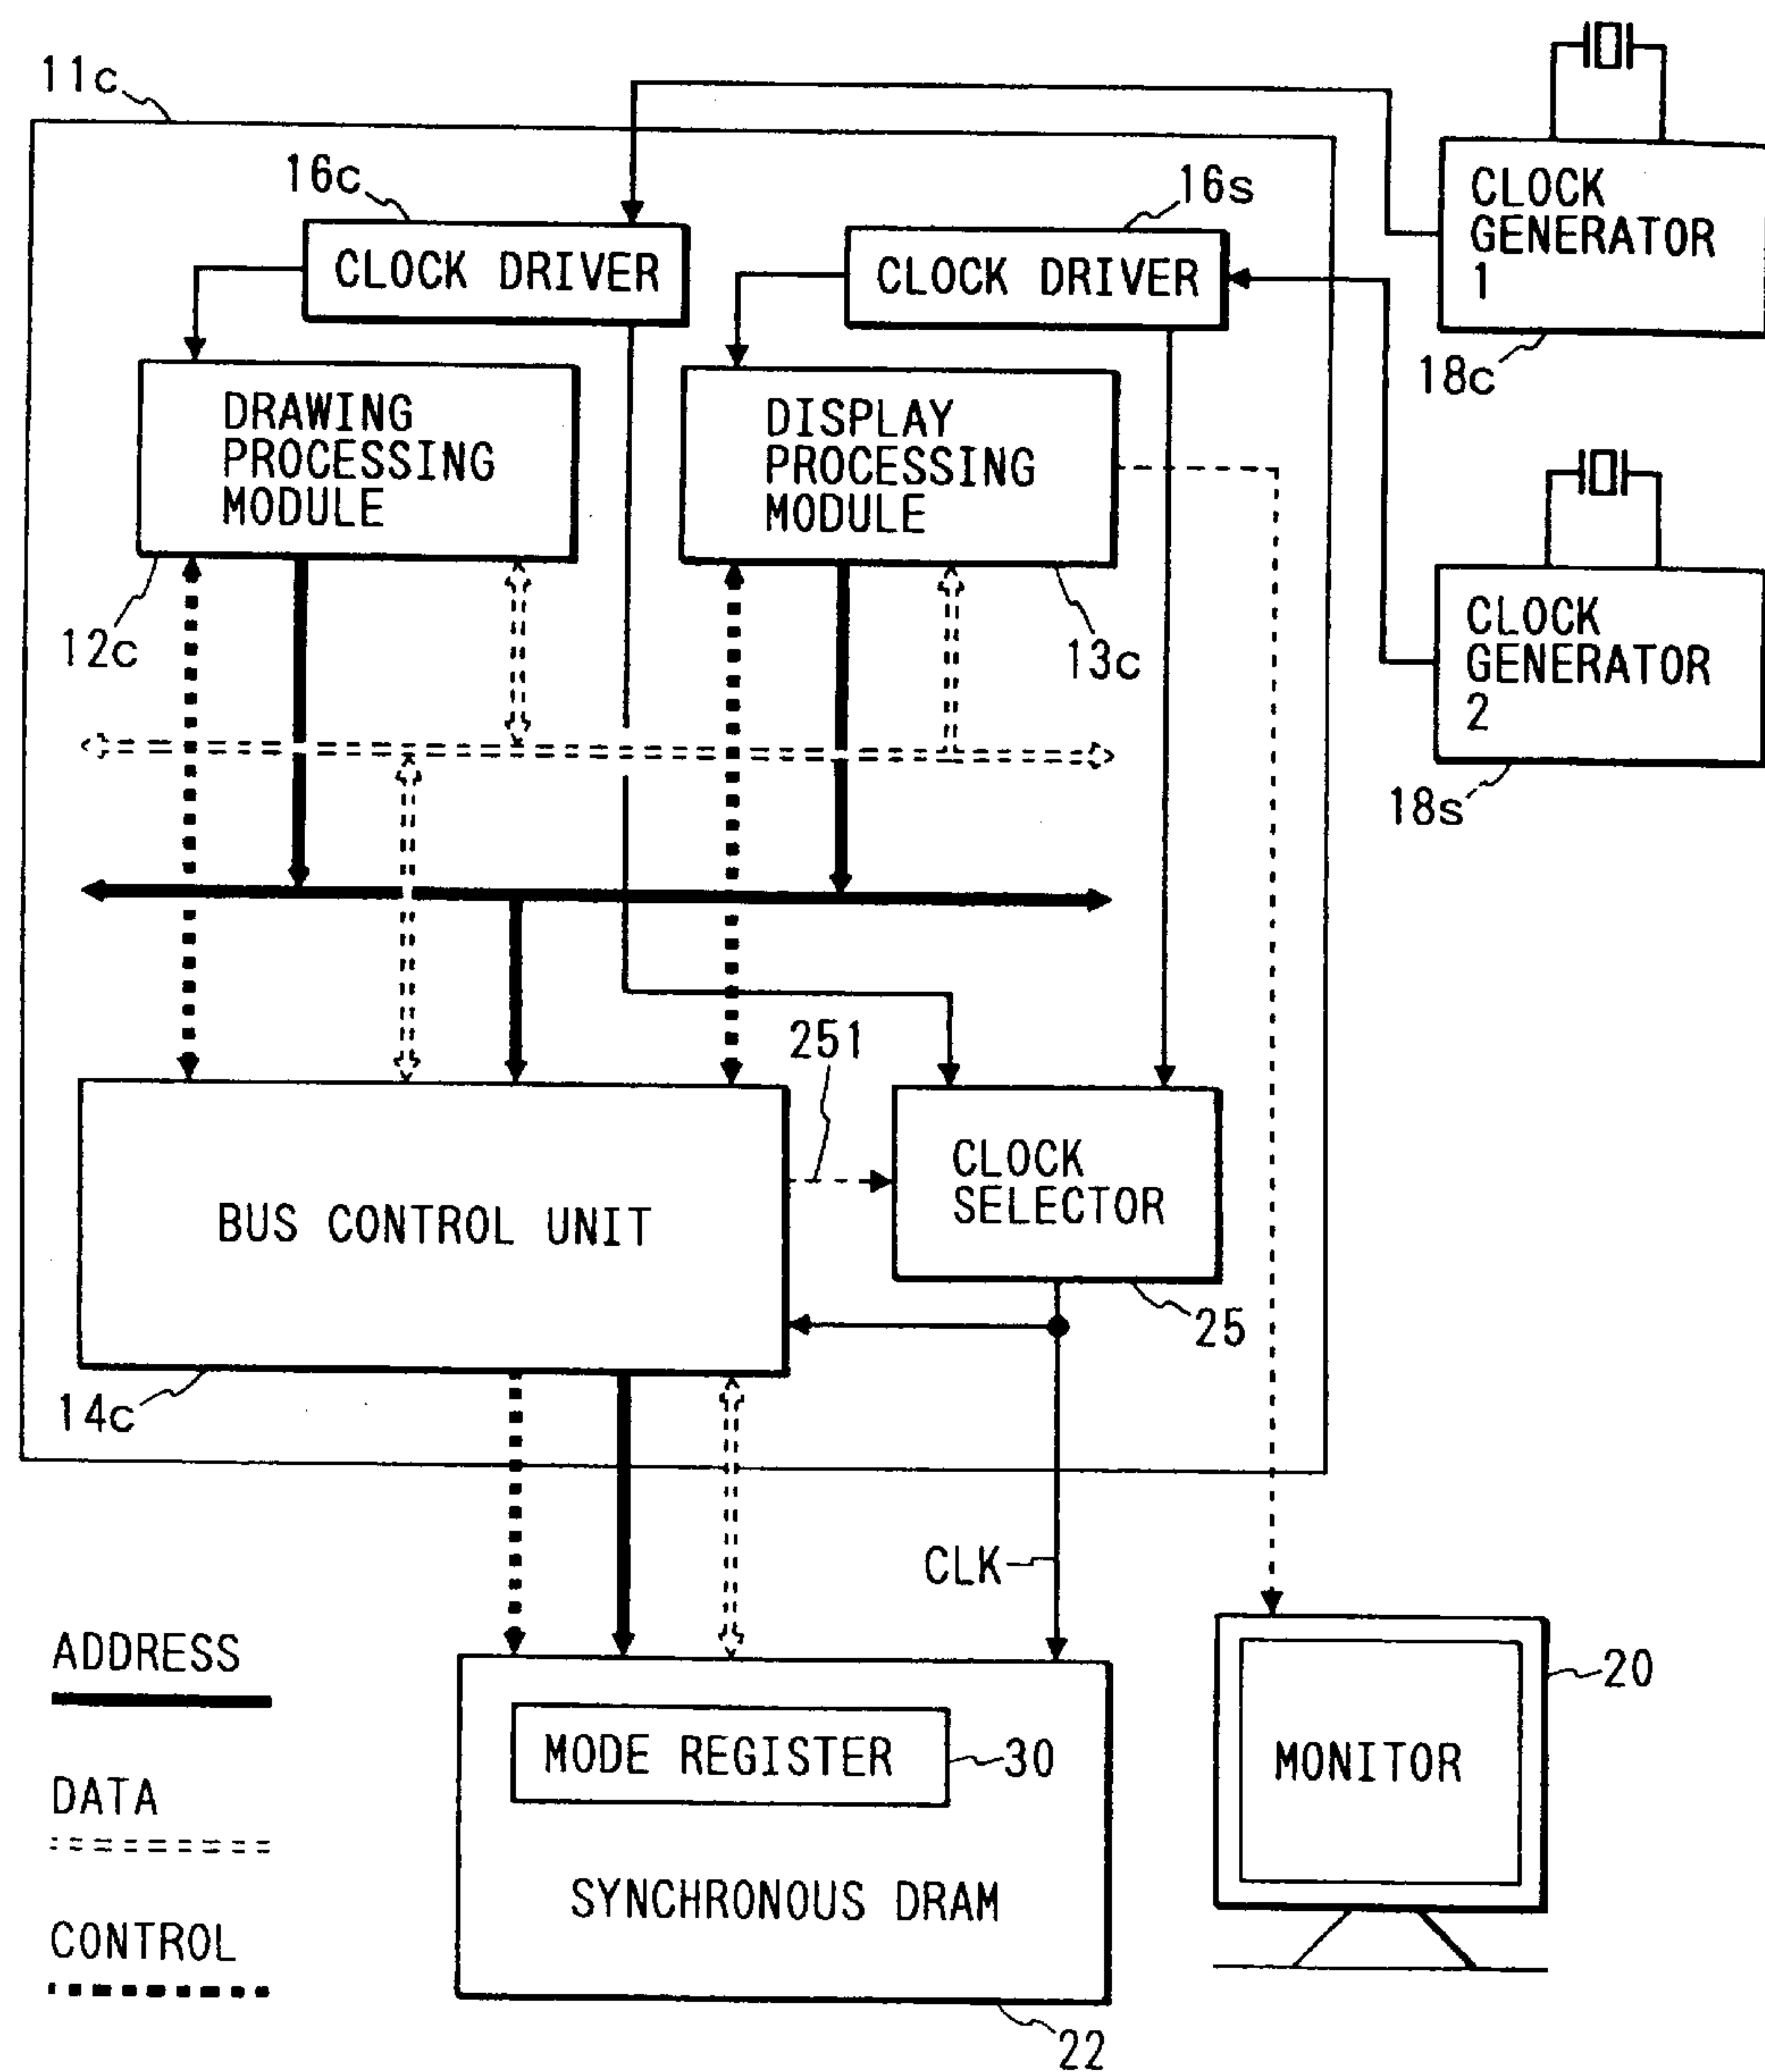 11c
16c
16s
CLOCK DRIVER
CLOCK DRIVER
CLOCK
GENERATOR
1
18c
DRAWING
PROCESSING
MODULE
DISPLAY
PROCESSING
MODULE
12c
13c
CLOCK
GENERATOR
2
18s
251
BUS CONTROL UNIT
CLOCK
SELECTOR
25
14c
CLK
ADDRESS
DATA
CONTROL
MODE REGISTER
30
SYNCHRONOUS DRAM
22
MONITOR
20